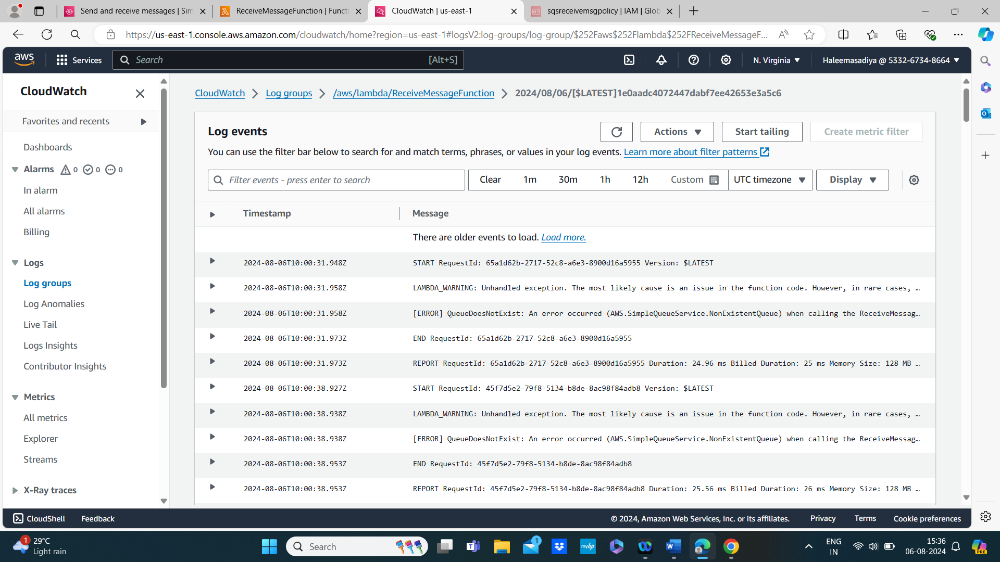 Send and receive messages | Sim
ReceiveMessageFunction | Functi
CloudWatch | us-east-1
sqsreceivemsgpolicy | IAM | Glob
https://us-east-1.console.aws.amazon.com/cloudwatch/home?region=us-east-1#logsV2:log-groups/log-group/$252Faws$252Flambda$252FReceiveMessageF...
aws
Services
Search
[Alt+S]
N. Virginia
Haleemasadiya @ 5332-6734-8664
CloudWatch
Favorites and recents
Dashboards
Alarms 0 0 0
In alarm
All alarms
Billing
Logs
Log groups
Log Anomalies
Live Tail
Logs Insights
Contributor Insights
Metrics
All metrics
Explorer
Streams
X-Ray traces
CloudWatch
Log groups
/aws/lambda/ReceiveMessageFunction
2024/08/06/[$LATEST]1e0aadc4072447dabf7ee42653e3a5c6
Log events
Actions
Start tailing
Create metric filter
You can use the filter bar below to search for and match terms, phrases, or values in your log events. Learn more about filter patterns
Filter events - press enter to search
Clear
1m
30m
1h
12h
Custom
UTC timezone
Display
Timestamp
Message
There are older events to load. Load more.
2024-08-06T10:00:31.948Z START RequestId: 65a1d62b-2717-52c8-a6e3-8900d16a5955 Version: $LATEST
2024-08-06T10:00:31.958Z LAMBDA_WARNING: Unhandled exception. The most likely cause is an issue in the function code. However, in rare cases, …
2024-08-06T10:00:31.958Z [ERROR] QueueDoesNotExist: An error occurred (AWS.SimpleQueueService.NonExistentQueue) when calling the ReceiveMessag…
2024-08-06T10:00:31.973Z END RequestId: 65a1d62b-2717-52c8-a6e3-8900d16a5955
2024-08-06T10:00:31.973Z REPORT RequestId: 65a1d62b-2717-52c8-a6e3-8900d16a5955 Duration: 24.96 ms Billed Duration: 25 ms Memory Size: 128 MB …
2024-08-06T10:00:38.927Z START RequestId: 45f7d5e2-79f8-5134-b8de-8ac98f84adb8 Version: $LATEST
2024-08-06T10:00:38.938Z LAMBDA_WARNING: Unhandled exception. The most likely cause is an issue in the function code. However, in rare cases, …
2024-08-06T10:00:38.938Z [ERROR] QueueDoesNotExist: An error occurred (AWS.SimpleQueueService.NonExistentQueue) when calling the ReceiveMessag…
2024-08-06T10:00:38.953Z END RequestId: 45f7d5e2-79f8-5134-b8de-8ac98f84adb8
2024-08-06T10:00:38.953Z REPORT RequestId: 45f7d5e2-79f8-5134-b8de-8ac98f84adb8 Duration: 25.56 ms Billed Duration: 26 ms Memory Size: 128 MB …
CloudShell
Feedback
© 2024, Amazon Web Services, Inc. or its affiliates.
Privacy
Terms
Cookie preferences
1
29°C
Light rain
Search
1
myhp
ENG
IN
15:36
06-08-2024
PRE